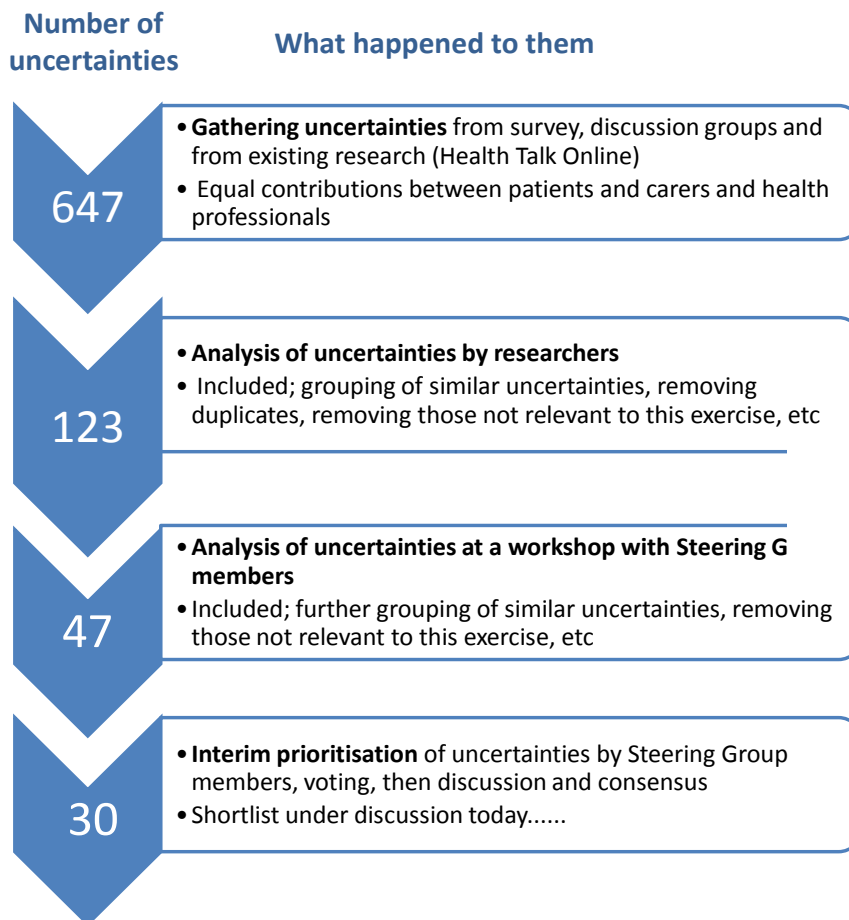 Number of
uncertainties
What happened to them
647
• Gathering uncertainties from survey, discussion groups and
from existing research (Health Talk Online)
• Equal contributions between patients and carers and health
professionals
123
• Analysis of uncertainties by researchers
• Included; grouping of similar uncertainties, removing
duplicates, removing those not relevant to this exercise, etc
47
• Analysis of uncertainties at a workshop with Steering G
members
• Included; further grouping of similar uncertainties, removing
those not relevant to this exercise, etc
30
• Interim prioritisation of uncertainties by Steering Group
members, voting, then discussion and consensus
• Shortlist under discussion today......